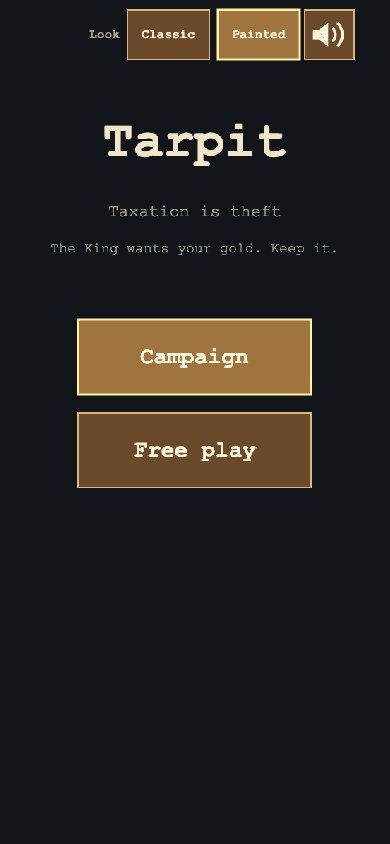 Look Classic Painted
Tarpit
Taxation is theft
The King wants your gold. Keep it.
Campaign
Free play